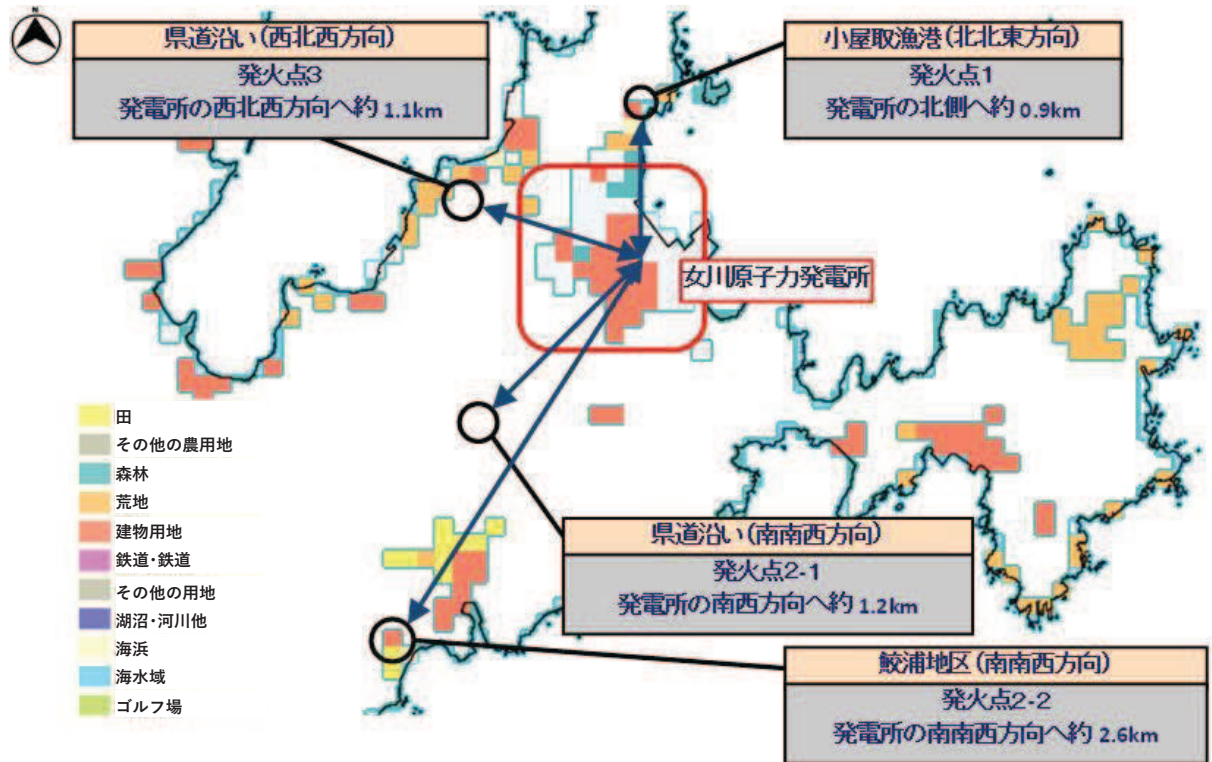 N
県道沿い(西北西方向)
発火点3
発電所の西北西方向へ約 1.1km
小屋取漁港(北北東方向)
発火点1
発電所の北側へ約 0.9km
女川原子力発電所
田
その他の農用地
森林
荒地
建物用地
鉄道・鉄道
その他の用地
湖沼・河川他
海浜
海水域
ゴルフ場
県道沿い(南南西方向)
発火点2-1
発電所の南西方向へ約 1.2km
鮫浦地区(南南西方向)
発火点2-2
発電所の南南西方向へ約 2.6km